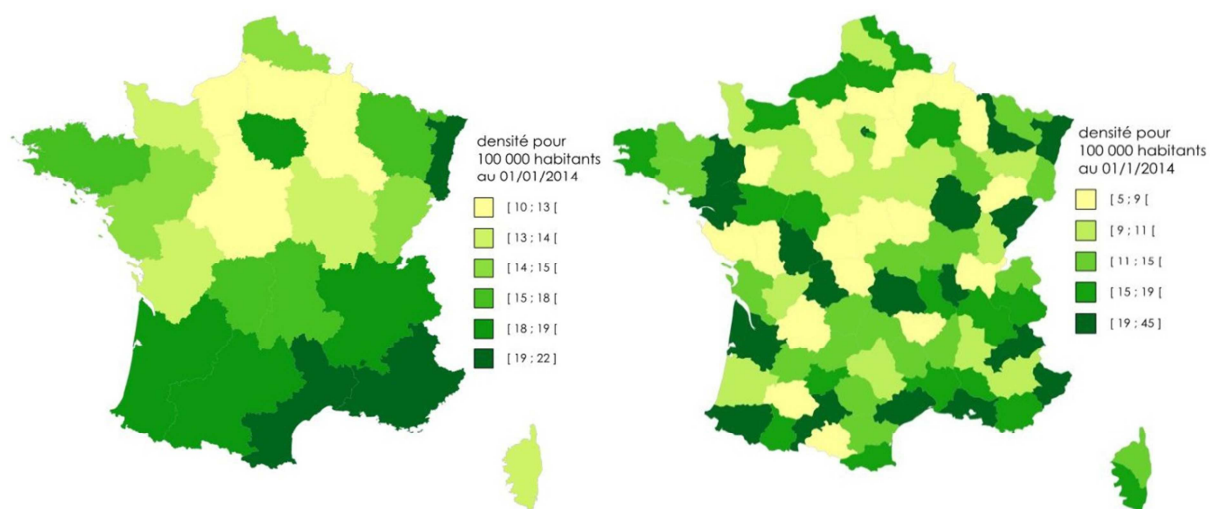 densité pour
100 000 habitants
au 01/01/2014
[ 10 ; 13 [
[ 13 ; 14 [
[ 14 ; 15 [
[ 15 ; 18 [
[ 18 ; 19 [
[ 19 ; 22 ]
densité pour
100 000 habitants
au 01/1/2014
[ 5 ; 9 [
[ 9 ; 11 [
[ 11 ; 15 [
[ 15 ; 19 [
[ 19 ; 45 ]